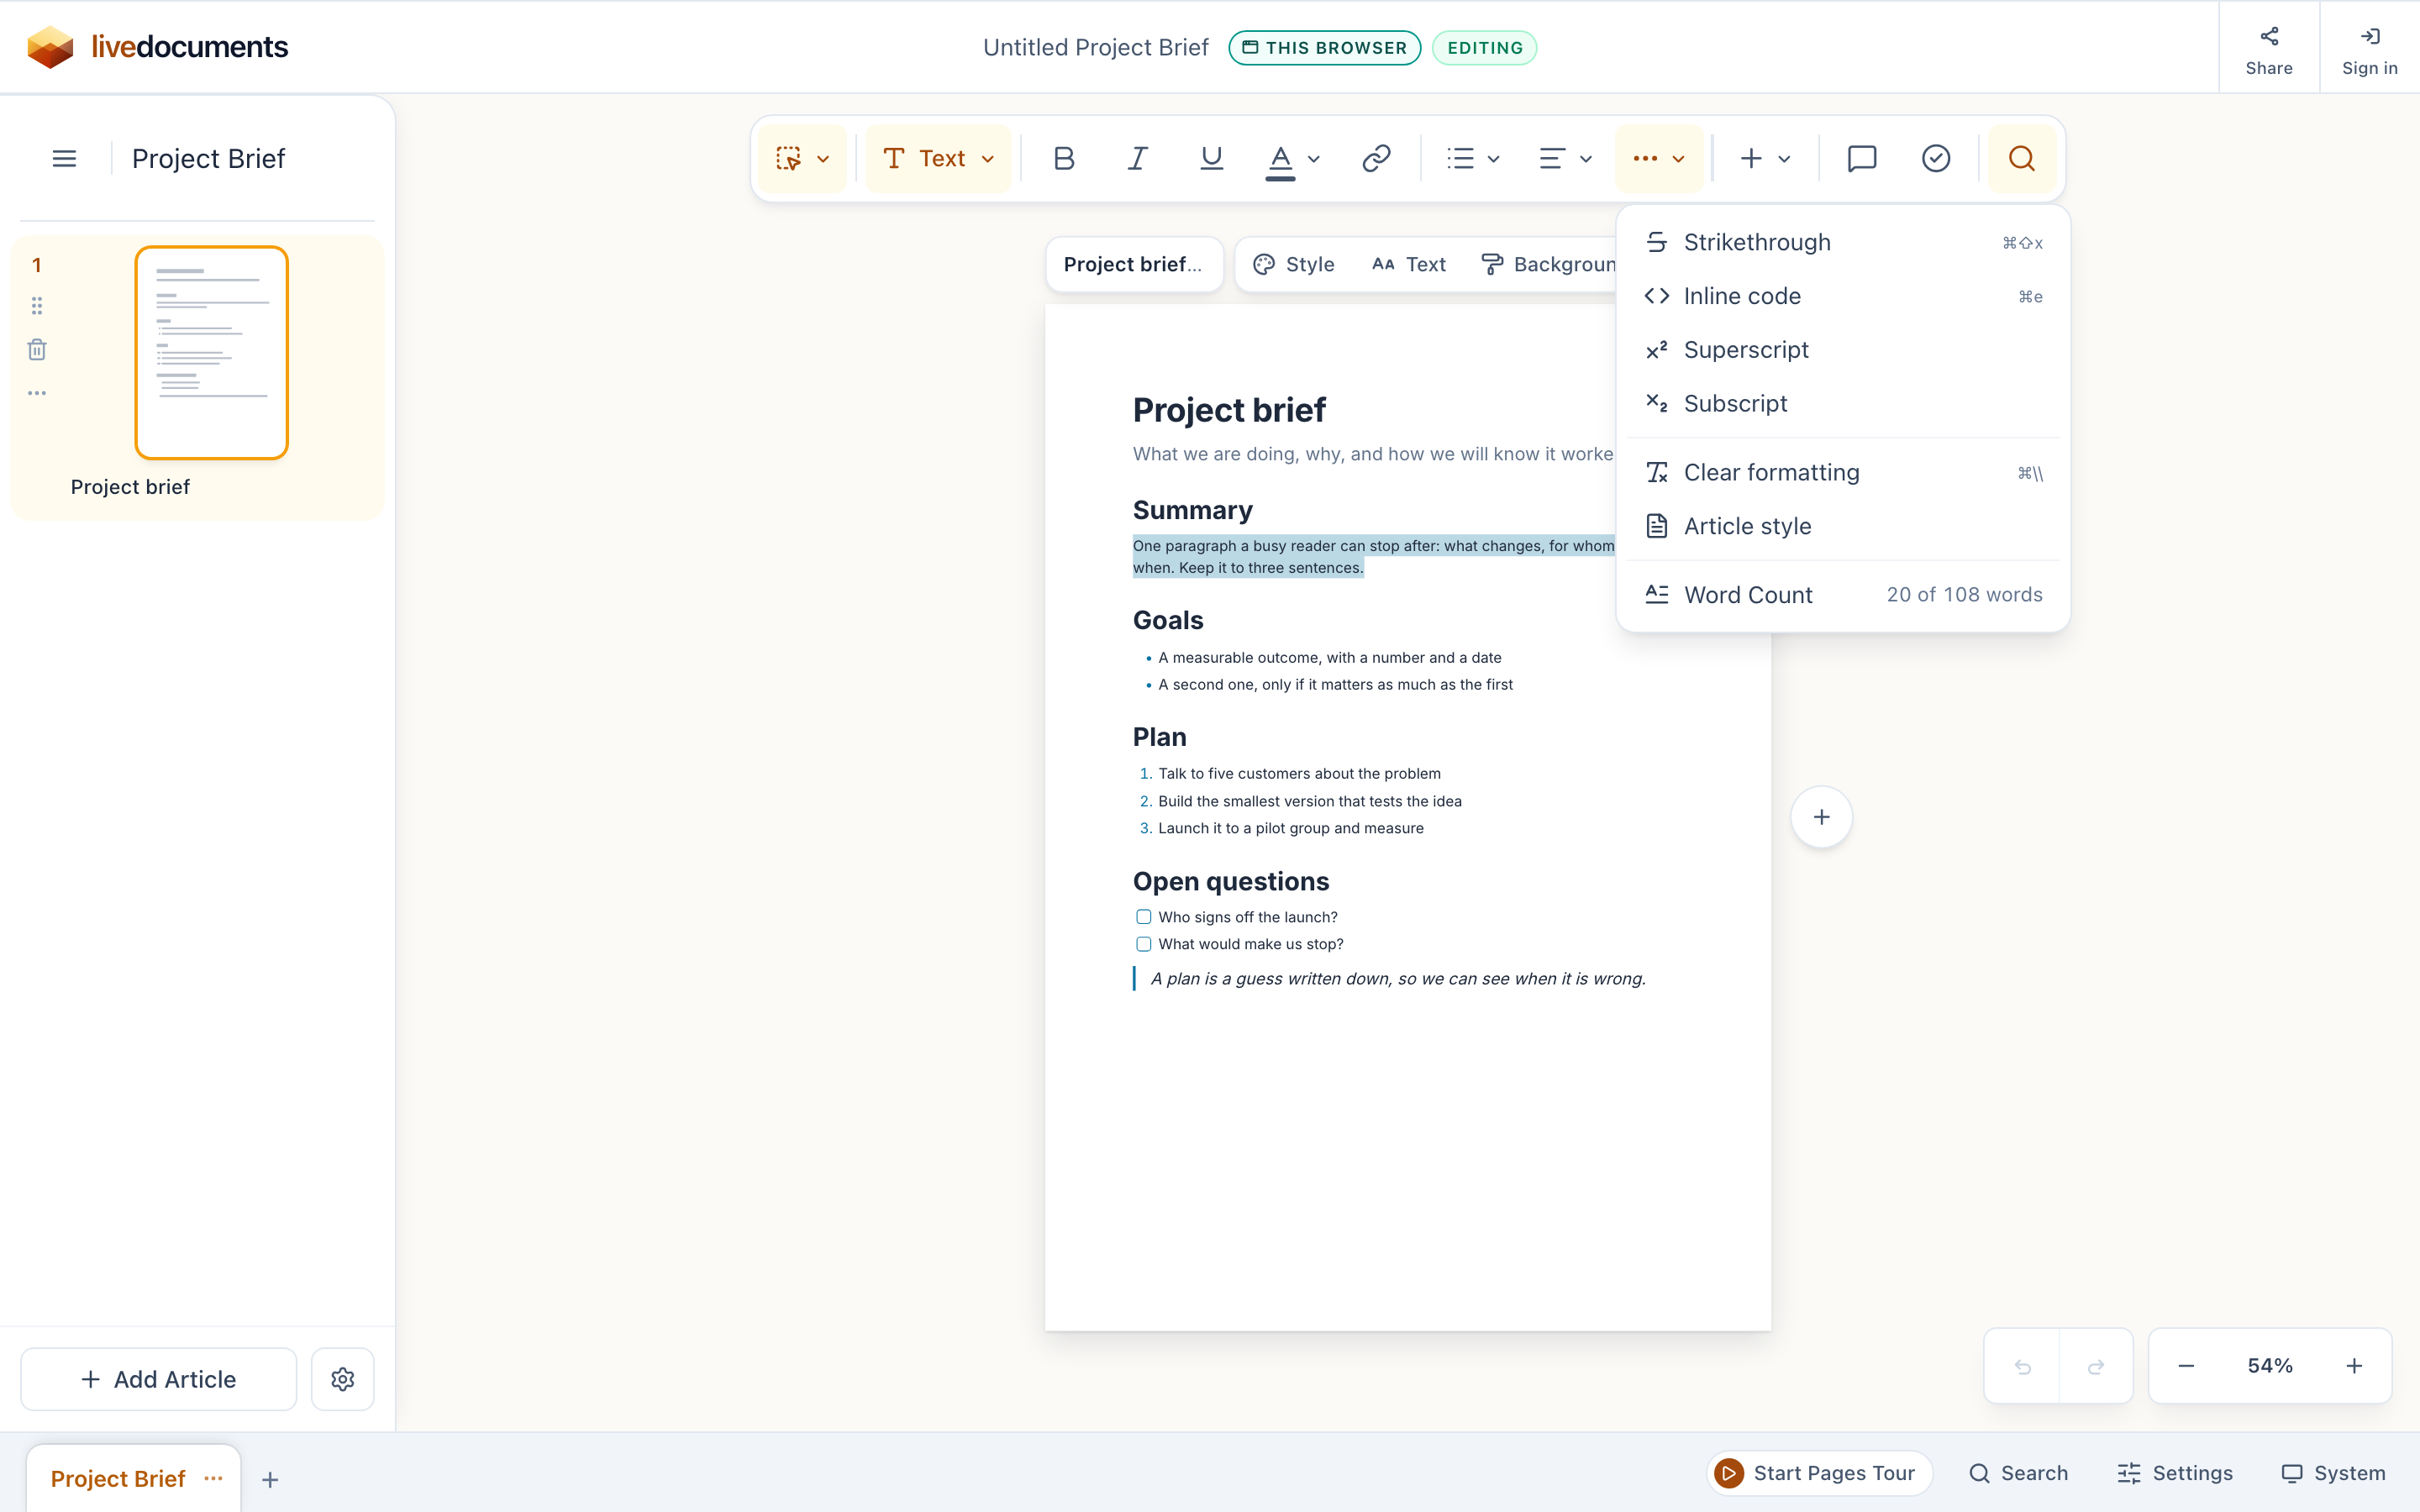 livedocuments
Untitled Project Brief
THIS BROWSER
EDITING
Share
Sign in
Project Brief
Text
1
Project brief
Project brief...
Style
Text
Backgroun
Strikethrough ⌘⇧x
Inline code ⌘e
Superscript
Subscript
Clear formatting ⌘\\
Article style
Word Count 20 of 108 words
Project brief
What we are doing, why, and how we will know it worke
Summary
One paragraph a busy reader can stop after: what changes, for whom
when. Keep it to three sentences.
Goals
• A measurable outcome, with a number and a date
• A second one, only if it matters as much as the first
Plan
1. Talk to five customers about the problem
2. Build the smallest version that tests the idea
3. Launch it to a pilot group and measure
Open questions
Who signs off the launch?
What would make us stop?
A plan is a guess written down, so we can see when it is wrong.
Add Article
54%
Project Brief
Start Pages Tour
Search
Settings
System